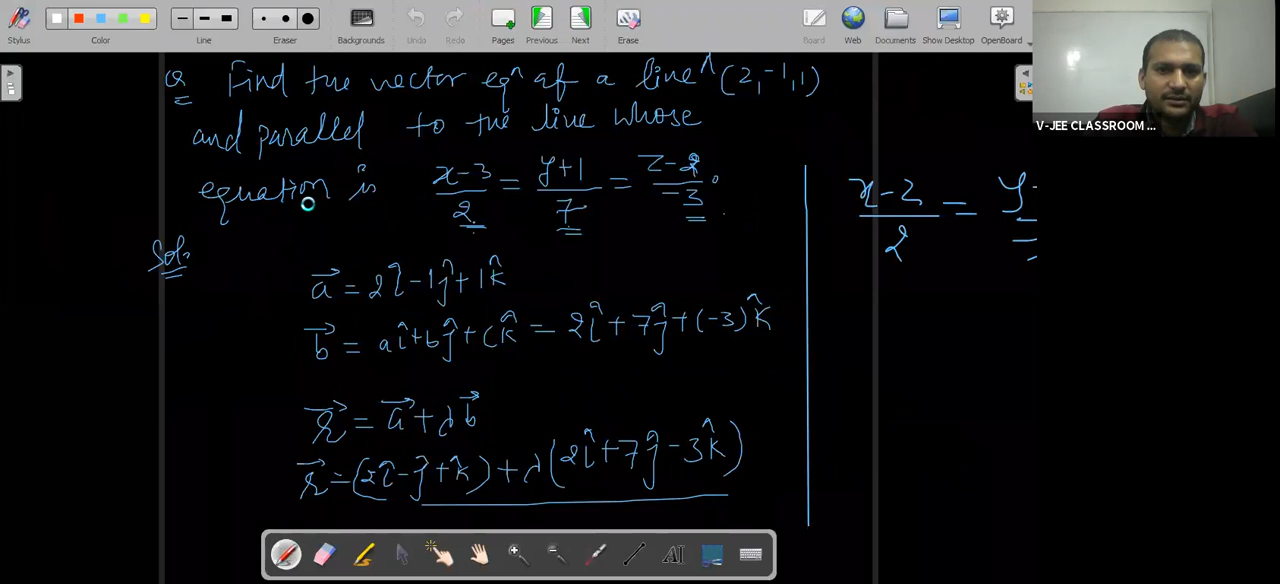 Stylus
Color
Line
Eraser
Backgrounds
Undo
Redo
Pages
Previous
Next
Erase
Board
Web
Documents
Show Desktop
OpenBoard
V-JEE CLASSROOM ...
Q Find the vector eqn of a line ^ (2, -1, 1)
and parallel to the line whose
equation is x-3/2 = y+1/7 = z-2/-3 .
Sol:
a⃗ = 2î - 1ĵ + 1k̂
b⃗ = aî + bĵ + ck̂ = 2î + 7ĵ + (-3)k̂
r⃗ = a⃗ + λb⃗
r⃗ = (2î - ĵ + k̂) + λ(2î + 7ĵ - 3k̂)
x-2/2 = y-
AI